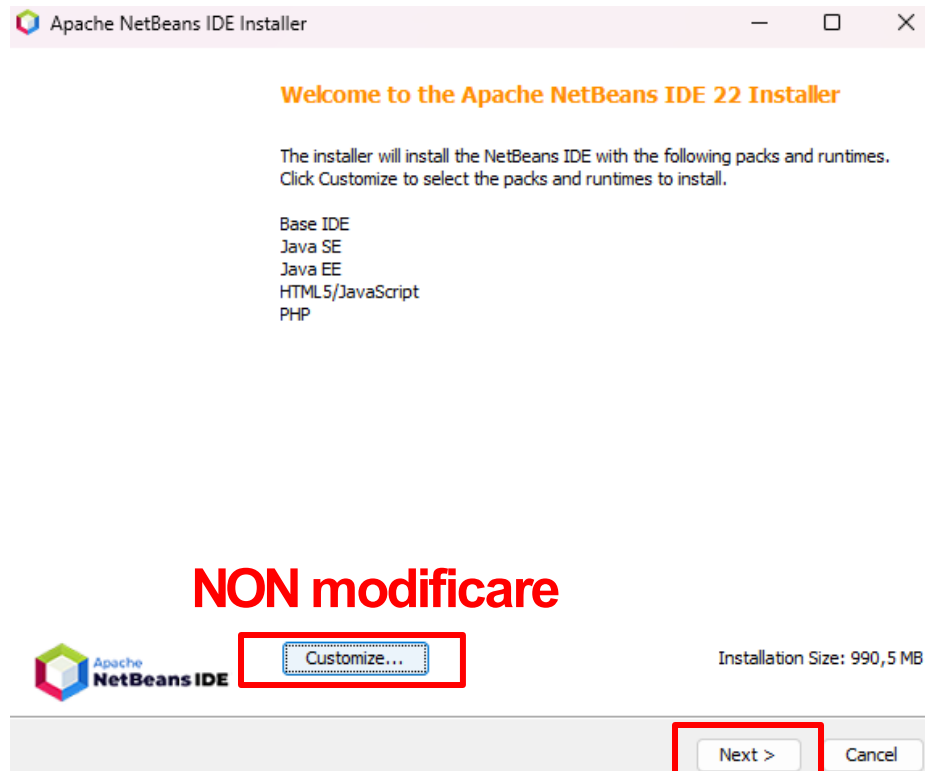 Apache NetBeans IDE Installer
Welcome to the Apache NetBeans IDE 22 Installer
The installer will install the NetBeans IDE with the following packs and runtimes.
Click Customize to select the packs and runtimes to install.
Base IDE
Java SE
Java EE
HTML5/JavaScript
PHP
NON modificare
Apache
NetBeans IDE
Customize...
Installation Size: 990,5 MB
Next >
Cancel